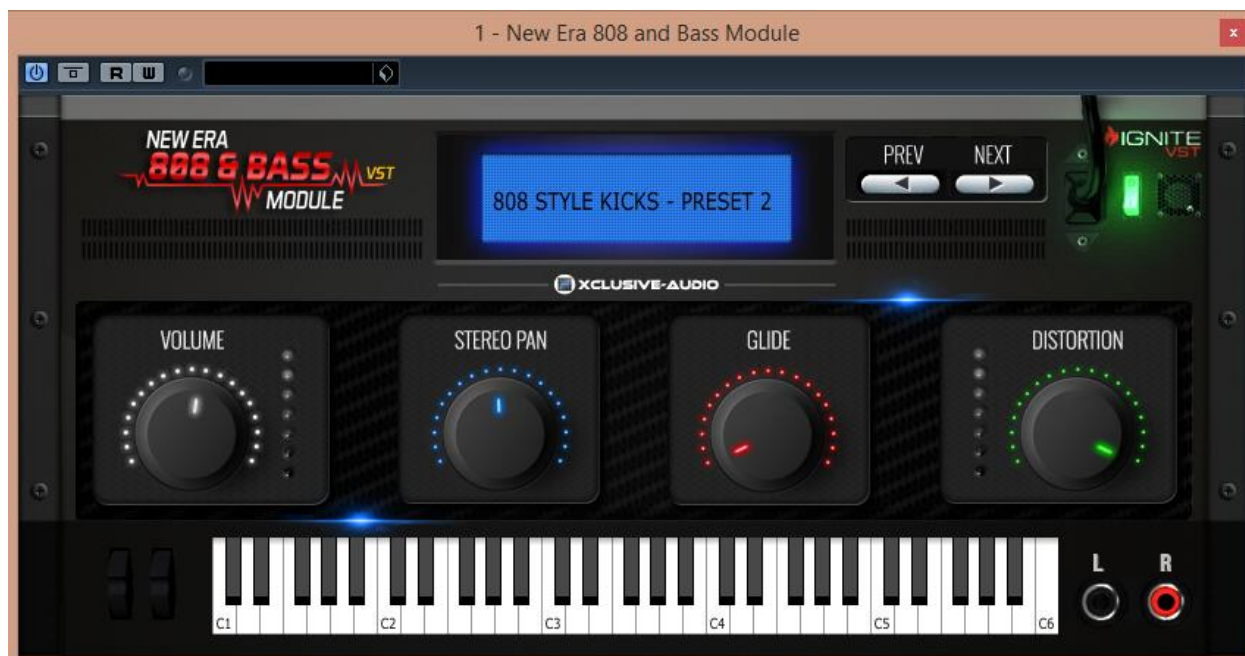 1 - New Era 808 and Bass Module
x
R W
NEW ERA
808 & BASS VST
MODULE
808 STYLE KICKS - PRESET 2
PREV NEXT
IGNITE
VST
XCLUSIVE-AUDIO
VOLUME STEREO PAN GLIDE DISTORTION
C1 C2 C3 C4 C5 C6
L R